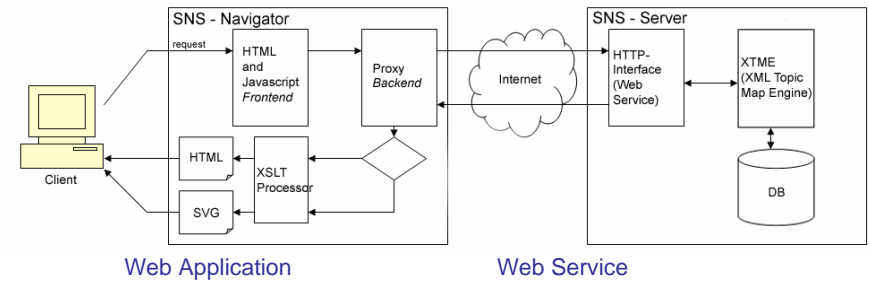 SNS - Navigator
SNS - Server
request
HTML
and
Javascript
Frontend
Proxy
Backend
Internet
HTTP-
Interface
(Web
Service)
XTME
(XML Topic
Map Engine)
Client
HTML
XSLT
Processor
SVG
DB
Web Application
Web Service